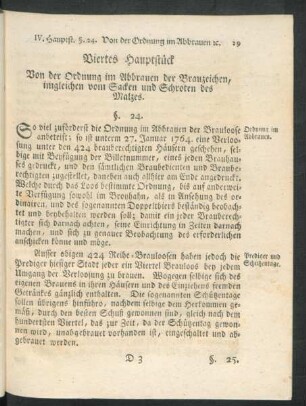 IV. Hauptst. §. 24. Von der Ordnung im Abbrauen ꝛc. 19
Viertes Hauptstück
Von der Ordnung im Abbrauen der Brauzeichen,
imgleichen vom Sacken und Schroten des
Malzes.
§. 24.
So viel zuförderst die Ordnung im Abbrauen der Brauloose
anbetrift: so ist unterm 27. Januar 1764. eine Verloo-
sung unter den 424 brauberechtigten Häusern geschehen, sel-
bige mit Beyfügung der Billetnummer, eines jeden Brauhau-
ses gedruckt, und den sämtlichen Braubedienten und Braube-
rechtigten zugestellet, daneben auch allhier am Ende angedruckt.
Welche durch das Loos bestimmte Ordnung, bis auf anderwei-
te Verfügung sowohl im Broyhan, als in Ansehung des or-
dinairen, und des sogenannten Doppelbiers beständig beobach-
tet und beybehalten werden soll; damit ein jeder Brauberech-
tigter sich darnach achten, seine Einrichtung in Zeiten darnach
machen, und sich zu genauer Beobachtung des erforderlichen
anschicken könne und möge.
Ordnung im
Abbrauen.
Ausser obigen 424 Reihe-Brauloosen haben jedoch die
Prediger hiesiger Stadt jeder ein Viertel Brauloos bey jedem
Umgang der Verloosung zu brauen. Wogegen selbige sich des
eigenen Brauens in ihren Häusern und des Einziehens fremden
Getränkes gänzlich enthalten. Die sogenannten Schützentage
sollen übrigens hinführo, nachdem selbige dem Herkommen ge-
mäß, durch den besten Schuß gewonnen sind, gleich nach dem
hundertsten Viertel, das zur Zeit, da der Schützentag gewon-
nen wird, unabgebrauet vorhanden ist, eingeschaltet und ab-
gebrauet werden.
Prediger und
Schützentage.
D 3 §. 25.